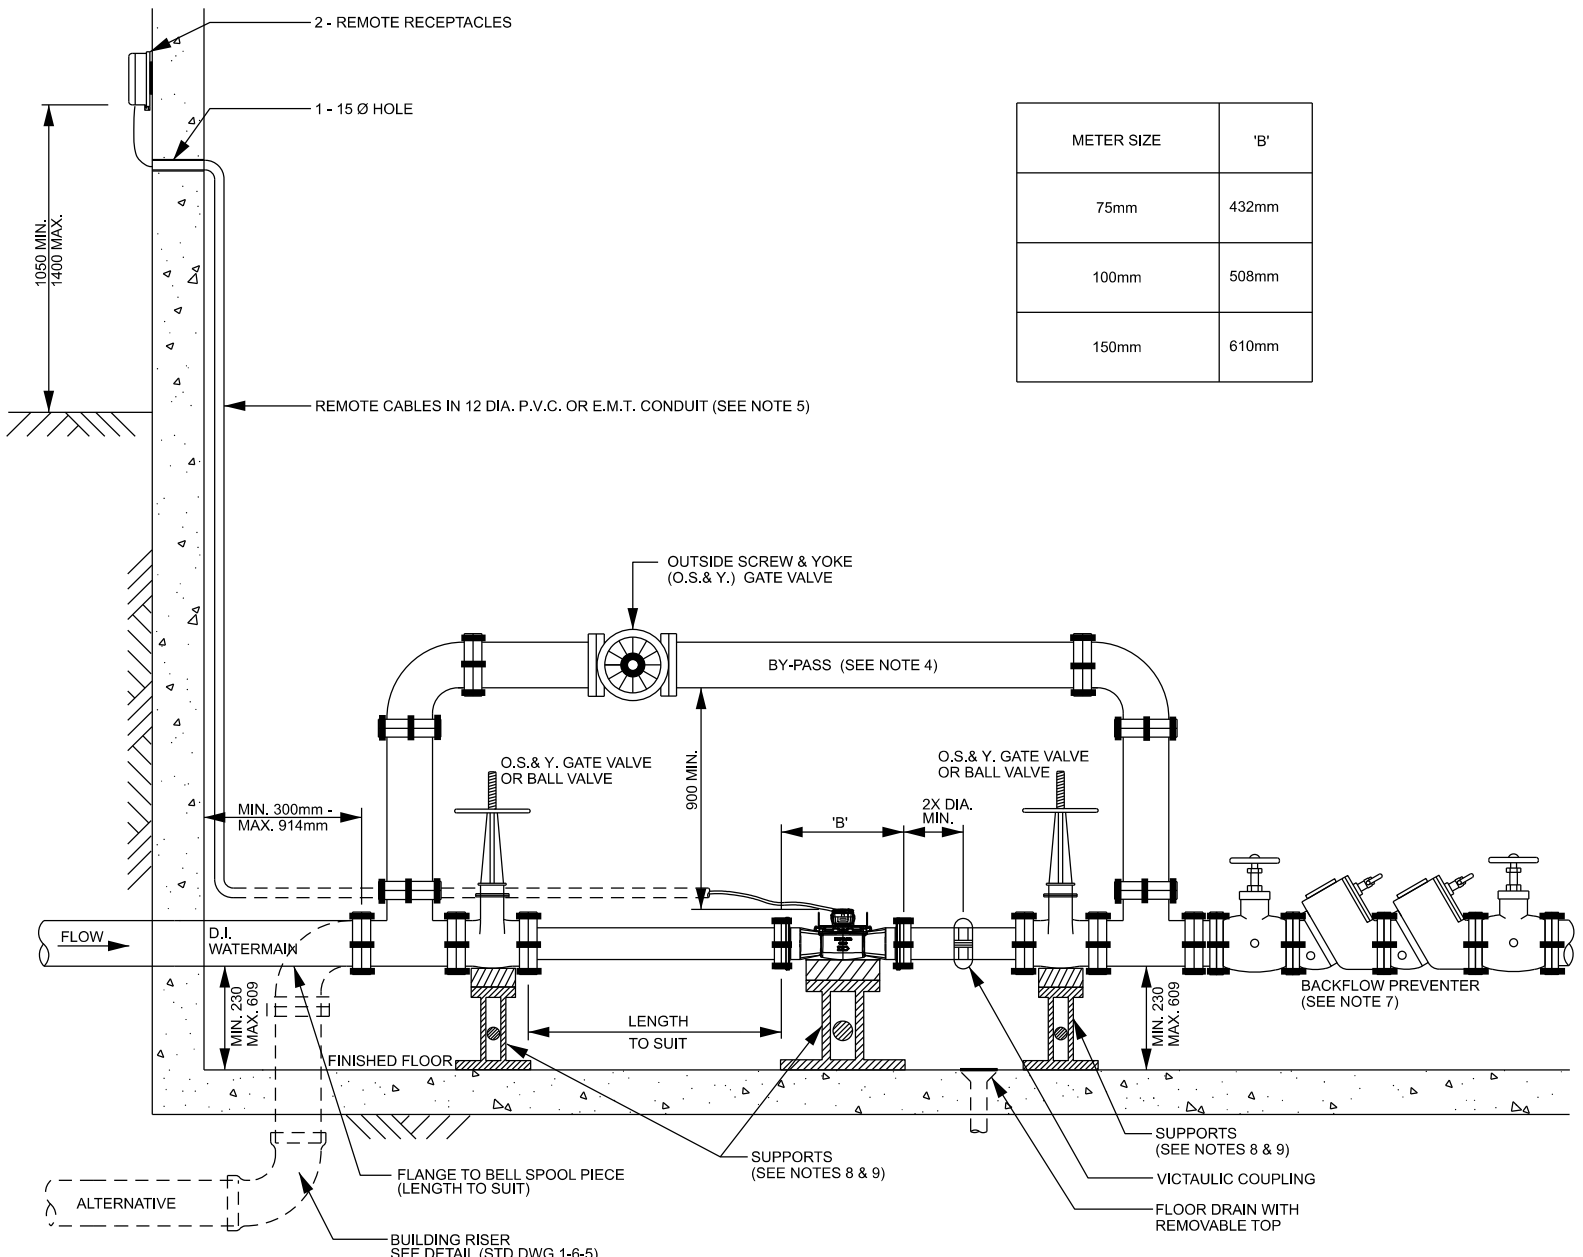 2 - REMOTE RECEPTACLES
1 - 15 Ø HOLE
METER SIZE 'B'
75mm 432mm
100mm 508mm
150mm 610mm
1050 MIN.
1400 MAX.
REMOTE CABLES IN 12 DIA. P.V.C. OR E.M.T. CONDUIT (SEE NOTE 5)
OUTSIDE SCREW & YOKE
(O.S.& Y.) GATE VALVE
BY-PASS (SEE NOTE 4)
O.S.& Y. GATE VALVE
OR BALL VALVE
900 MIN.
O.S.& Y. GATE VALVE
OR BALL VALVE
MIN. 300mm -
MAX. 914mm
'B'
2X DIA.
MIN.
FLOW
D.I.
WATERMAIN
MIN. 230
MAX. 609
LENGTH
TO SUIT
MIN. 230
MAX. 609
BACKFLOW PREVENTER
(SEE NOTE 7)
FINISHED FLOOR
SUPPORTS
(SEE NOTES 8 & 9)
SUPPORTS
(SEE NOTES 8 & 9)
FLANGE TO BELL SPOOL PIECE
(LENGTH TO SUIT)
VICTAULIC COUPLING
ALTERNATIVE
FLOOR DRAIN WITH
REMOVABLE TOP
BUILDING RISER
SEE DETAIL (STD DWG 1-6-5)